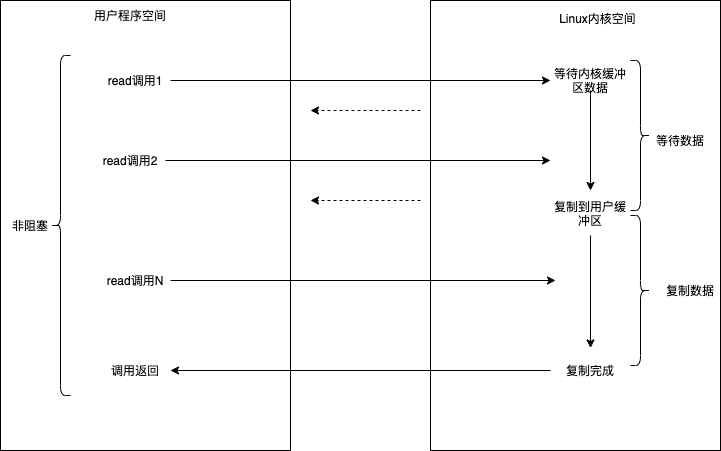 用户程序空间
Linux内核空间
read调用1
等待内核缓冲
区数据
等待数据
read调用2
复制到用户缓
冲区
非阻塞
read调用N
复制数据
调用返回
复制完成